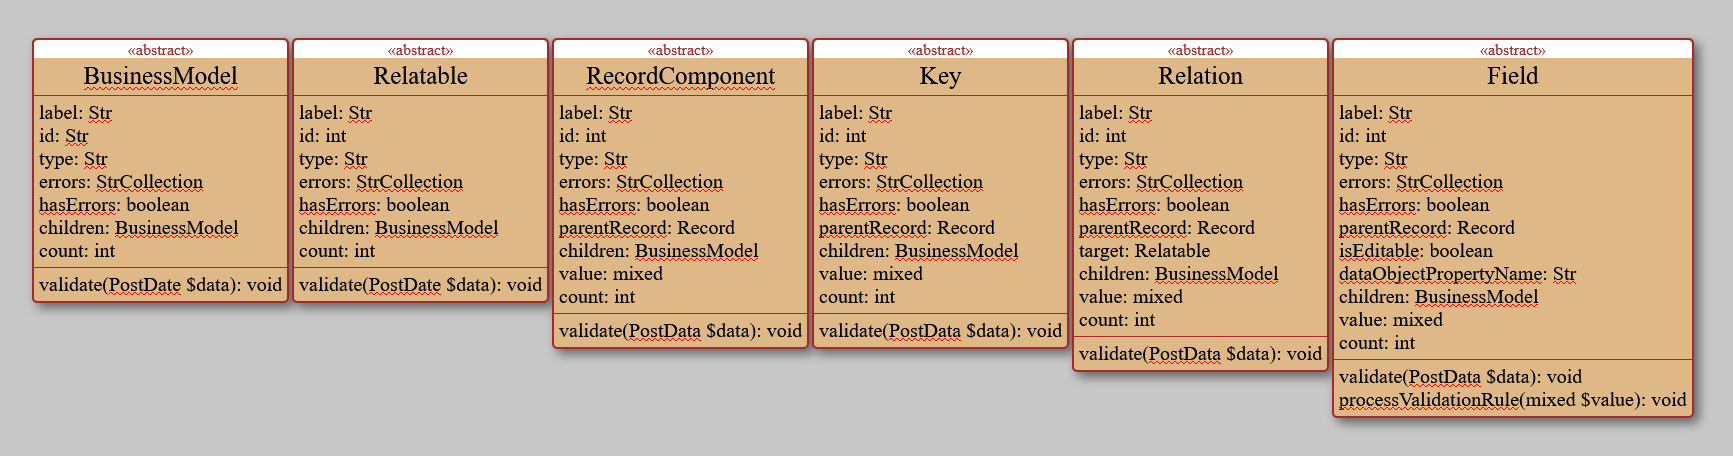 «abstract»
BusinessModel
label: Str
id: Str
type: Str
errors: StrCollection
hasErrors: boolean
children: BusinessModel
count: int
validate(PostDate $data): void
«abstract»
Relatable
label: Str
id: int
type: Str
errors: StrCollection
hasErrors: boolean
children: BusinessModel
count: int
validate(PostDate $data): void
«abstract»
RecordComponent
label: Str
id: int
type: Str
errors: StrCollection
hasErrors: boolean
parentRecord: Record
children: BusinessModel
value: mixed
count: int
validate(PostData $data): void
«abstract»
Key
label: Str
id: int
type: Str
errors: StrCollection
hasErrors: boolean
parentRecord: Record
children: BusinessModel
value: mixed
count: int
validate(PostData $data): void
«abstract»
Relation
label: Str
id: int
type: Str
errors: StrCollection
hasErrors: boolean
parentRecord: Record
target: Relatable
children: BusinessModel
value: mixed
count: int
validate(PostData $data): void
«abstract»
Field
label: Str
id: int
type: Str
errors: StrCollection
hasErrors: boolean
parentRecord: Record
isEditable: boolean
dataObjectPropertyName: Str
children: BusinessModel
value: mixed
count: int
validate(PostData $data): void
processValidationRule(mixed $value): void